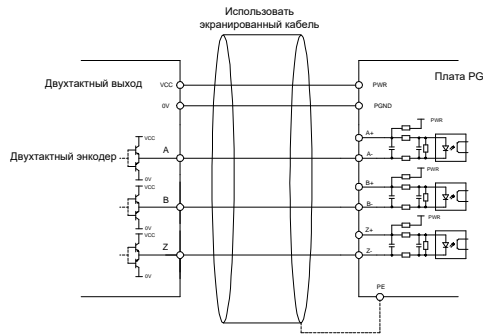 Использовать
экранированный кабель
Двухтактный выход
VCC
PWR
Плата PG
0V
PGND
VCC
A+
PWR
Двухтактный энкодер
A
A-
0V
VCC
B+
PWR
B
B-
0V
VCC
Z+
PWR
Z
Z-
0V
PE